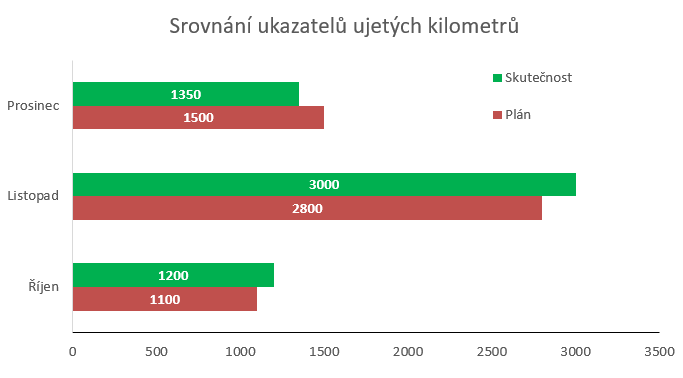 Srovnání ukazatelů ujetých kilometrů
Skutečnost
Plán
Prosinec
1350
1500
Listopad
3000
2800
Říjen
1200
1100
0 500 1000 1500 2000 2500 3000 3500